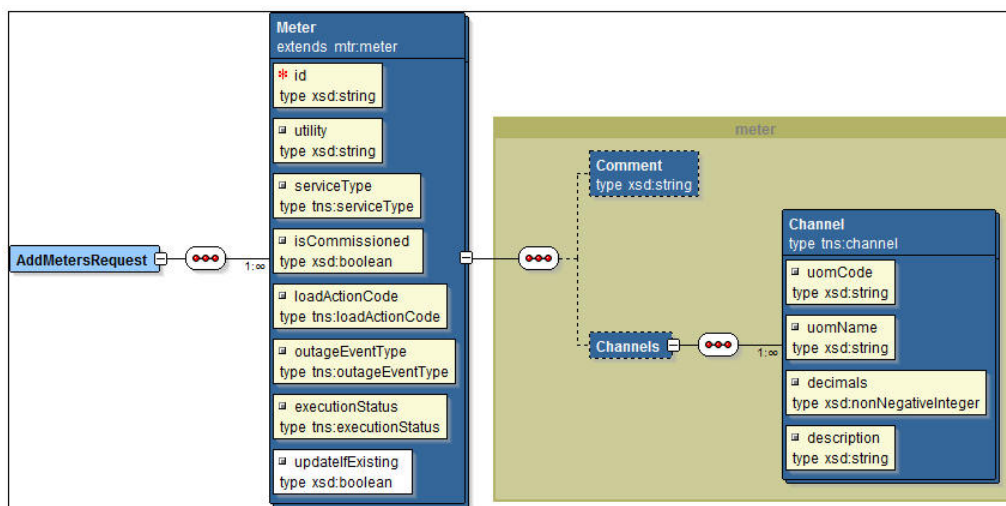 AddMetersRequest
1:∞
Meter
extends mtr:meter
* id
type xsd:string
utility
type xsd:string
serviceType
type tns:serviceType
isCommissioned
type xsd:boolean
loadActionCode
type tns:loadActionCode
outageEventType
type tns:outageEventType
executionStatus
type tns:executionStatus
updateIfExisting
type xsd:boolean
meter
Comment
type xsd:string
Channels
1:∞
Channel
type tns:channel
uomCode
type xsd:string
uomName
type xsd:string
decimals
type xsd:nonNegativeInteger
description
type xsd:string